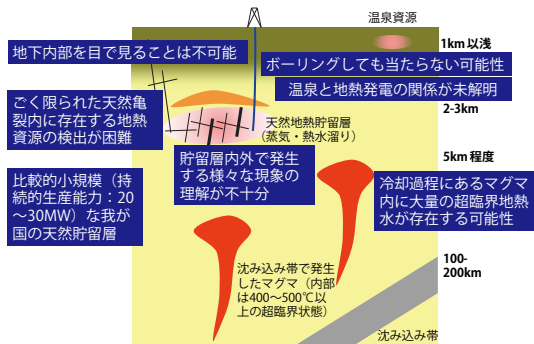 温泉資源
1km以浅
地下内部を目で見ることは不可能
ボーリングしても当たらない可能性
温泉と地熱発電の関係が未解明
2-3km
ごく限られた天然亀
裂内に存在する地熱
資源の検出が困難
天然地熱貯留層
(蒸気・熱水溜り)
貯留層内外で発生
する様々な現象の
理解が不十分
5km程度
比較的小規模（持
続的生産能力：20
～30MW）な我が
国の天然貯留層
冷却過程にあるマグマ
内に大量の超臨界地熱
水が存在する可能性
100-
200km
沈み込み帯で発生
したマグマ（内部
は400～500℃以
上の超臨界状態）
沈み込み帯